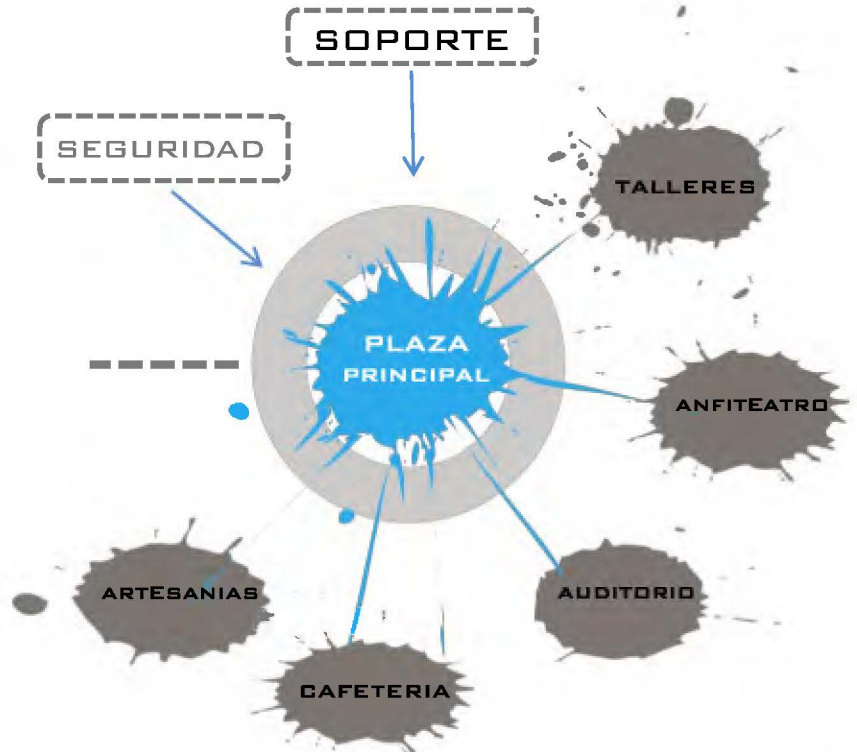 SOPORTE
SEGURIDAD
TALLERES
PLAZA
PRINCIPAL
ANFITEATRO
ARTESANIAS
AUDITORIO
CAFETERIA